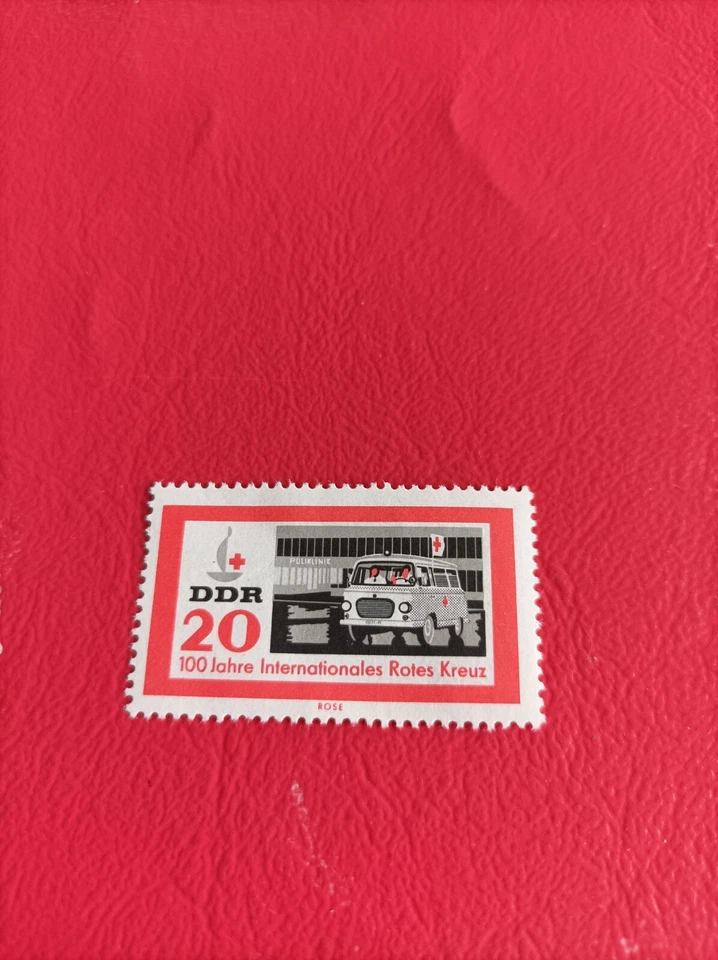 POLIKLINIK
DDR
20
100 Jahre Internationales Rotes Kreuz
ROSE